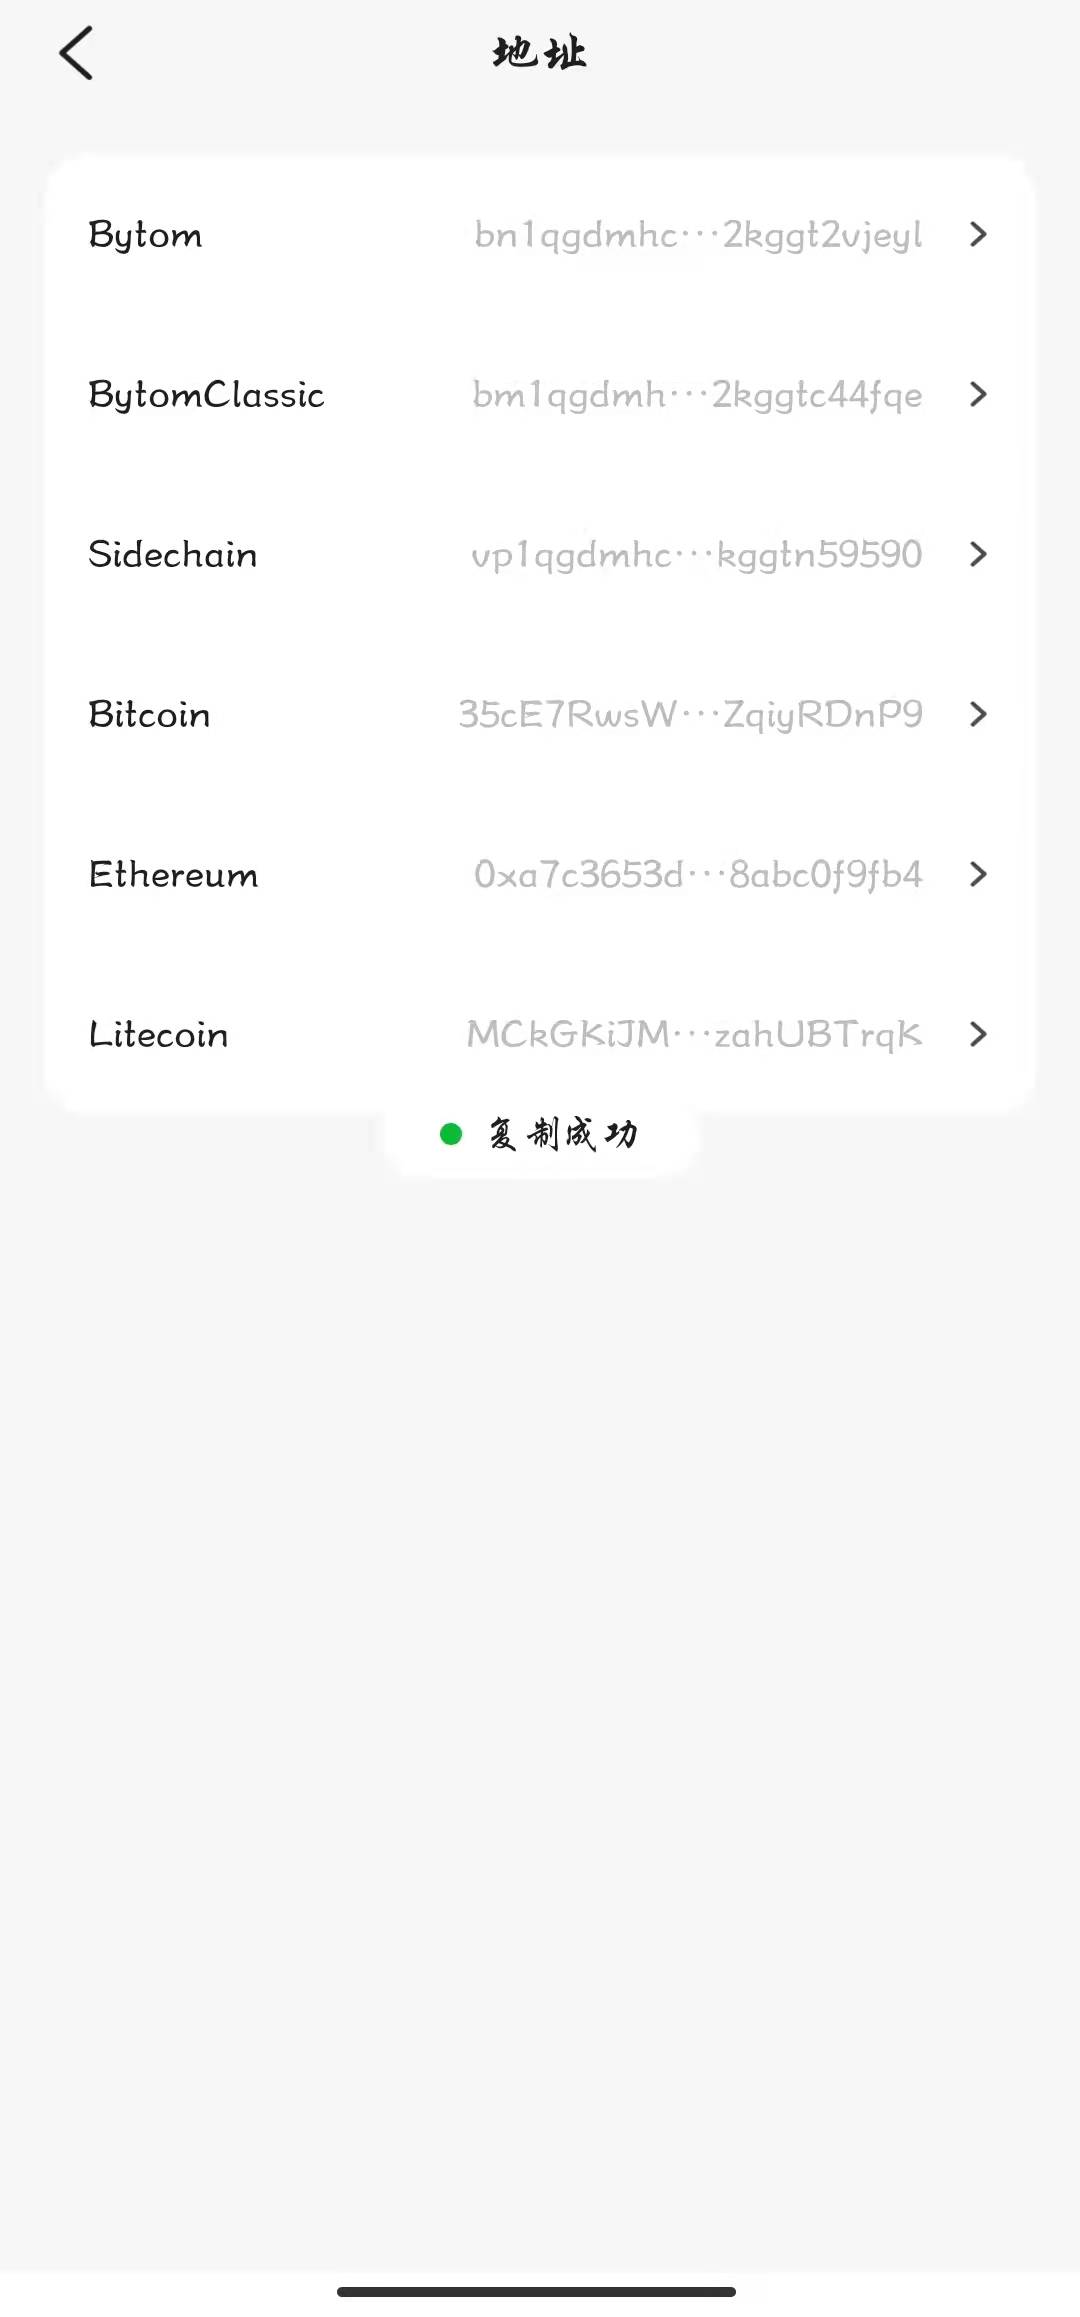 地址
Bytom bn1qgdmhc···2kggt2vjeyl
BytomClassic bm1qgdmh···2kggtc44fqe
Sidechain vp1qgdmhc···kggtn59590
Bitcoin 35cE7RwsW···ZqiyRDnP9
Ethereum 0xa7c3653d···8abc0f9fb4
Litecoin MCkGKiJM···zahUBTrqK
复制成功